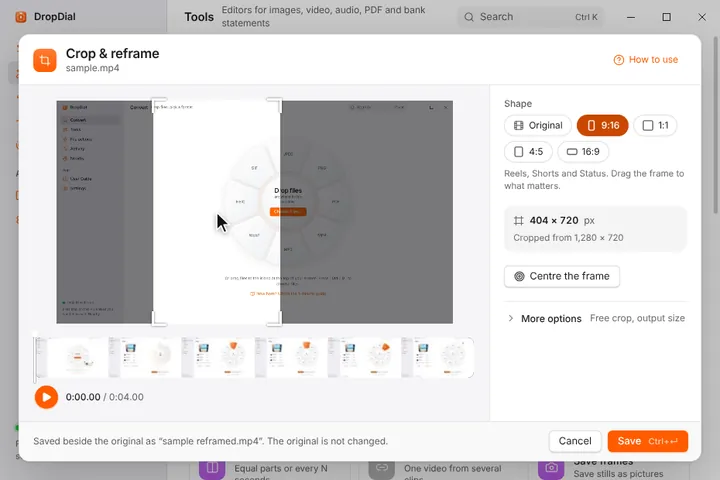 DropDial
Tools
Editors for images, video, audio, PDF and bank
statements
Search
Ctrl K
Crop & reframe
sample.mp4
How to use
Drop files
Shape
Original
9:16
1:1
4:5
16:9
Reels, Shorts and Status. Drag the frame to
what matters.
404 × 720 px
Cropped from 1,280 × 720
Centre the frame
More options
Free crop, output size
0:00.00 / 0:04.00
Saved beside the original as “sample reframed.mp4”. The original is not changed.
Cancel
Save Ctrl+↵
Equal parts or every N
seconds
One video from several
clips
Save frames
Save stills as pictures